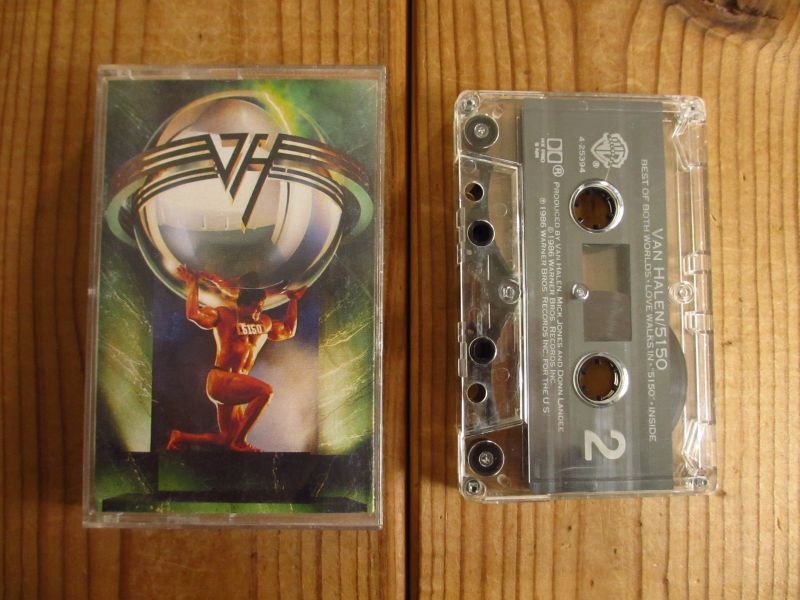 VH
5150
4-25394
VAN HALEN/5150
BEST OF BOTH WORLDS · LOVE WALKS IN · "5150" · INSIDE
2
PRODUCED BY VAN HALEN, MICK JONES AND DONN LANDEE
℗ 1986 WARNER BROS. RECORDS INC.
℗ 1986 WARNER BROS. RECORDS INC. FOR THE U S